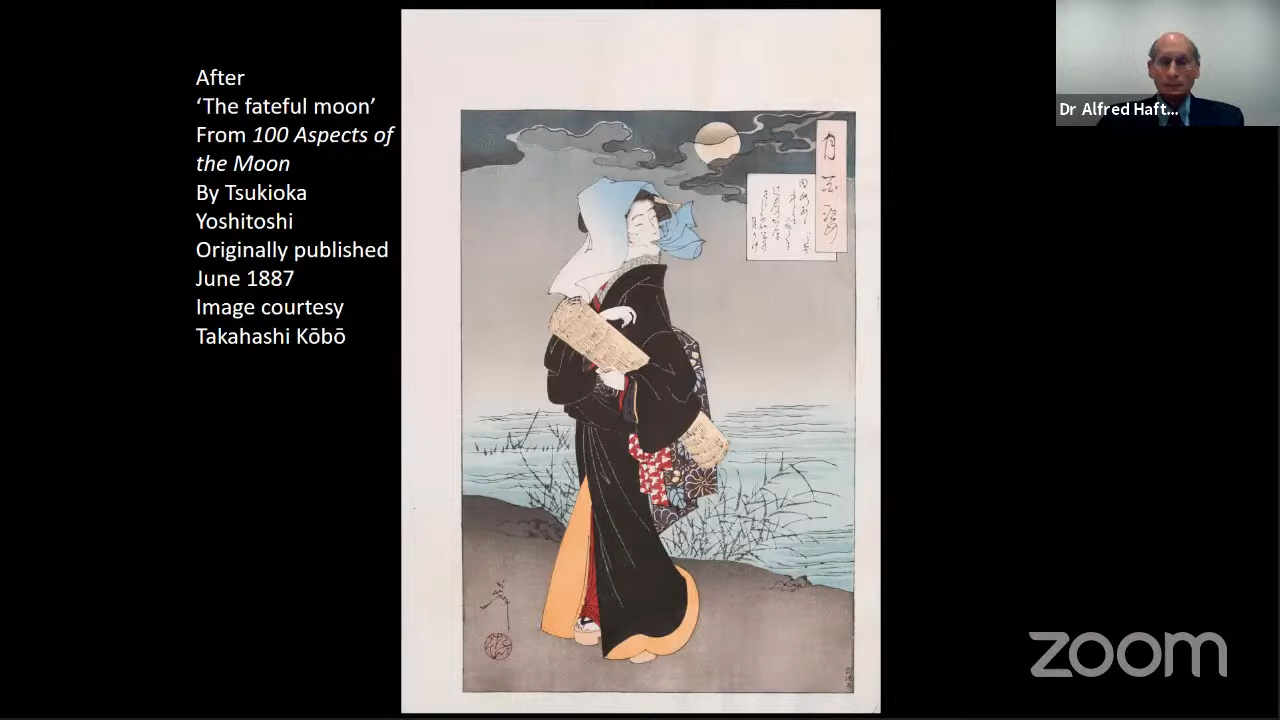 After
‘The fateful moon’
From 100 Aspects of
the Moon
By Tsukioka
Yoshitoshi
Originally published
June 1887
Image courtesy
Takahashi Kōbō
Dr Alfred Haft...
月百姿
zoom